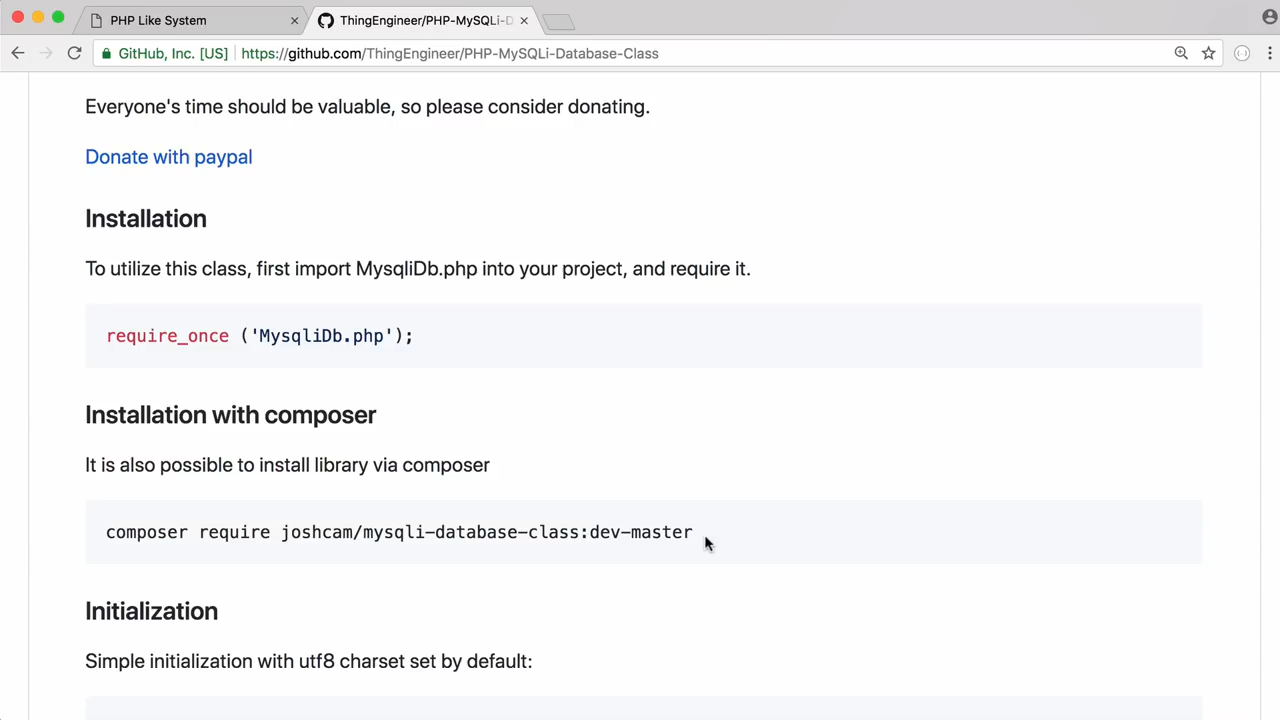 PHP Like System
ThingEngineer/PHP-MySQLi-D
GitHub, Inc. [US]
https://github.com/ThingEngineer/PHP-MySQLi-Database-Class
Everyone's time should be valuable, so please consider donating.
Donate with paypal
Installation
To utilize this class, first import MysqliDb.php into your project, and require it.
require_once ('MysqliDb.php');
Installation with composer
It is also possible to install library via composer
composer require joshcam/mysqli-database-class:dev-master
Initialization
Simple initialization with utf8 charset set by default: